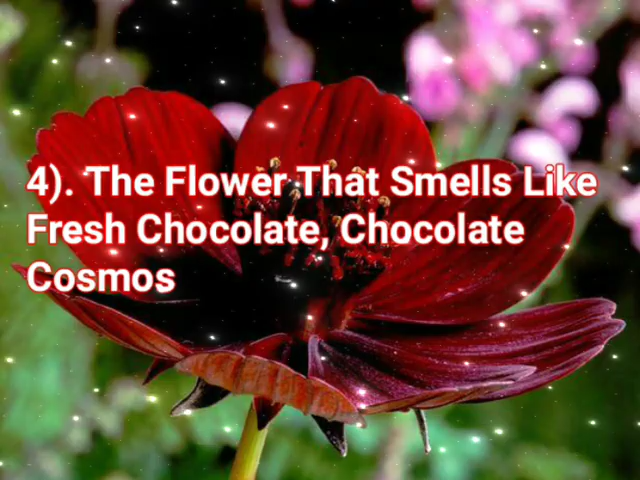 4). The Flower That Smells Like
Fresh Chocolate, Chocolate
Cosmos